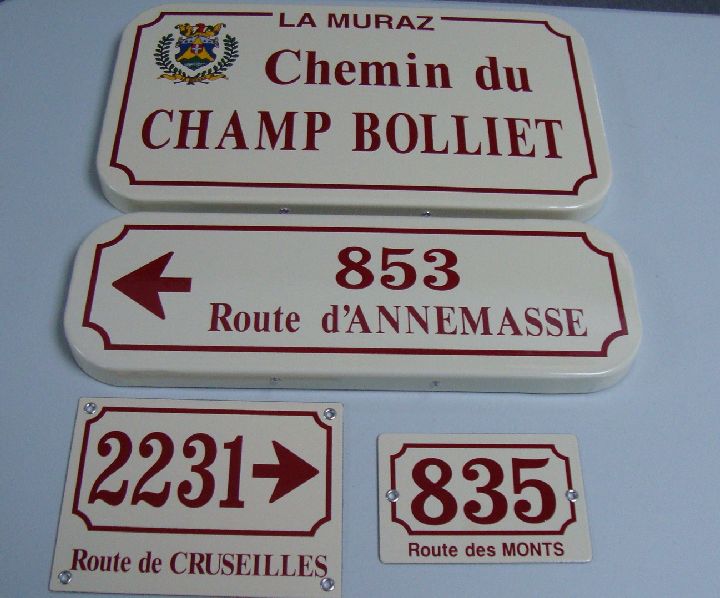 LA MURAZ
Chemin du
CHAMP BOLLIET
853
Route d'ANNEMASSE
2231
Route de CRUSEILLES
835
Route des MONTS